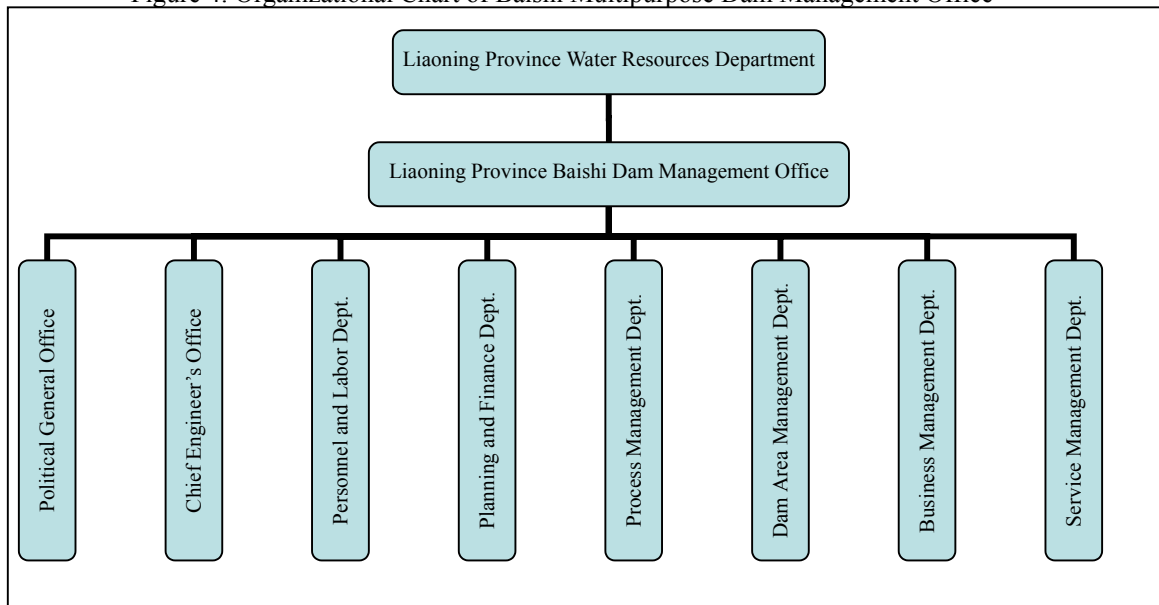 Figure 4: Organizational Chart of Baishi Multipurpose Dam Management Office
Liaoning Province Water Resources Department
Liaoning Province Baishi Dam Management Office
Political General Office
Chief Engineer’s Office
Personnel and Labor Dept.
Planning and Finance Dept.
Process Management Dept.
Dam Area Management Dept.
Business Management Dept.
Service Management Dept.